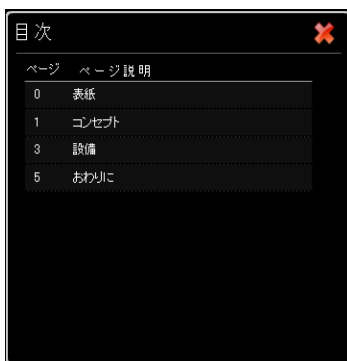 目次
ページ ページ説明
0 表紙
1 コンセプト
3 設備
5 おわりに